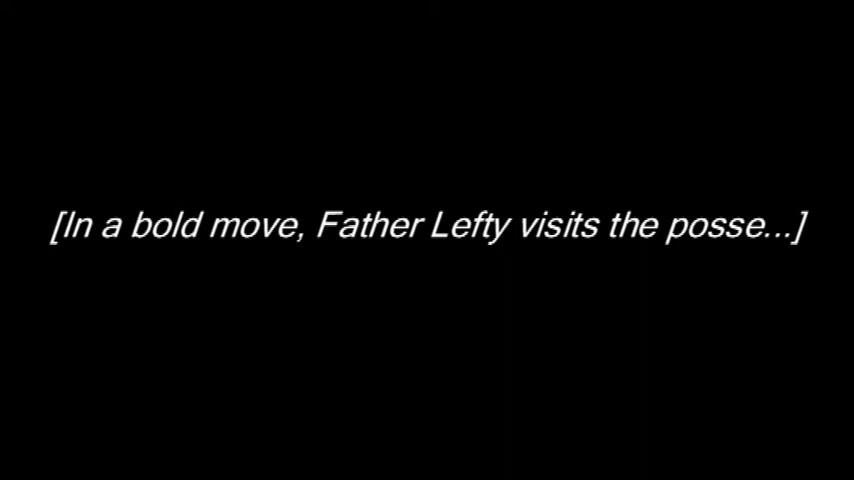 [In a bold move, Father Lefty visits the posse...]